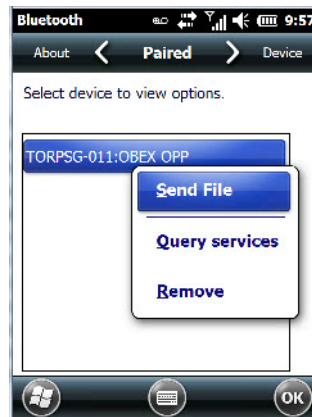 Bluetooth 9:57
About Paired Device
Select device to view options.
TORPSG-011:OBEX OPP
Send File
Query services
Remove
OK